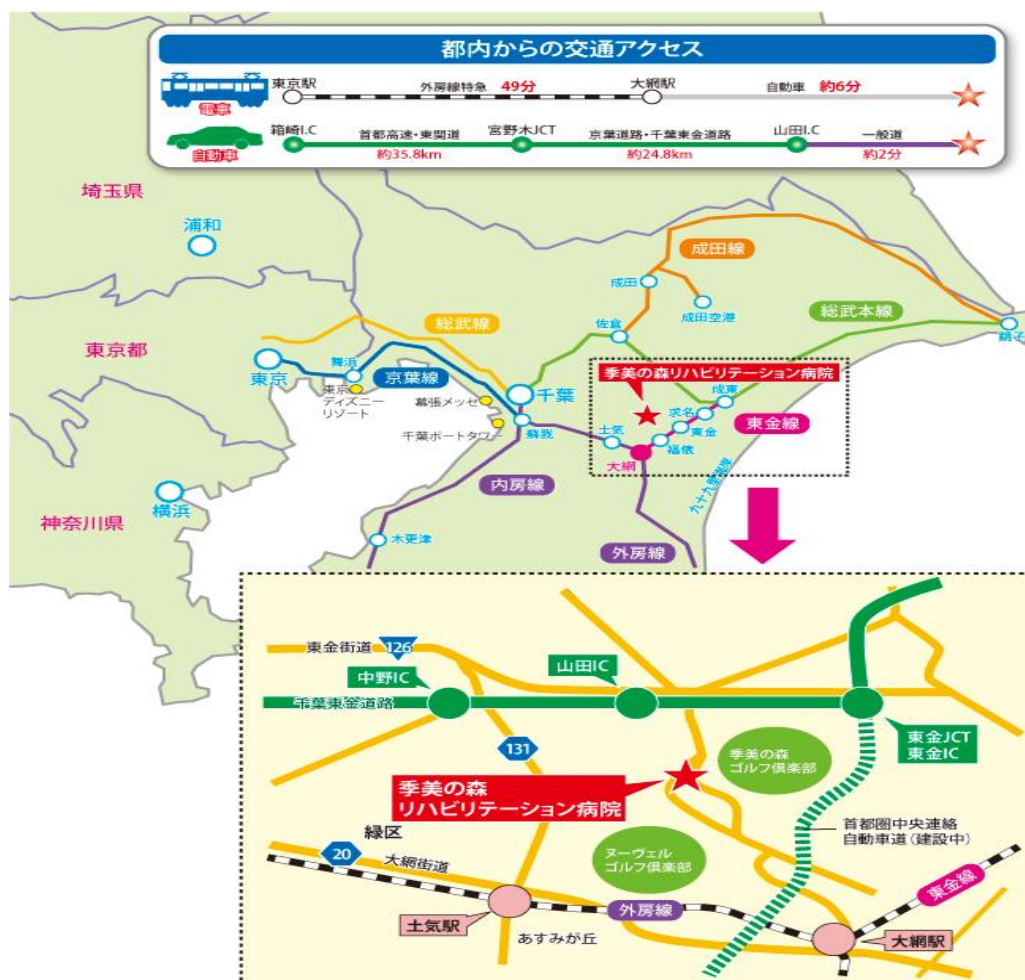 都内からの交通アクセス
東京駅 外房線特急 49分 大網駅 自動車 約6分
電車
箱崎I.C 首都高速・東関道 宮野木JCT 京葉道路・千葉東金道路 山田I.C 一般道
自動車 約35.8km 約24.8km 約2分
埼玉県
浦和
成田線
成田
成田空港
総武本線
佐倉
銚子
総武線
東京都
東京
舞浜
京葉線
東京
ディズニー
リゾート
幕張メッセ
千葉ポートタワー
千葉
蘇我
季美の森リハビリテーション病院
成東
求名
東金
福俵
東金線
土気
大網
九十九里海岸
内房線
外房線
木更津
神奈川県
横浜
東金街道 126
中野IC
山田IC
千葉東金道路
東金JCT
東金IC
131
季美の森
ゴルフ倶楽部
季美の森
リハビリテーション病院
首都圏中央連絡
自動車道(建設中)
緑区
20 大網街道
ヌーヴェル
ゴルフ倶楽部
東金線
外房線
土気駅
あすみが丘
大網駅